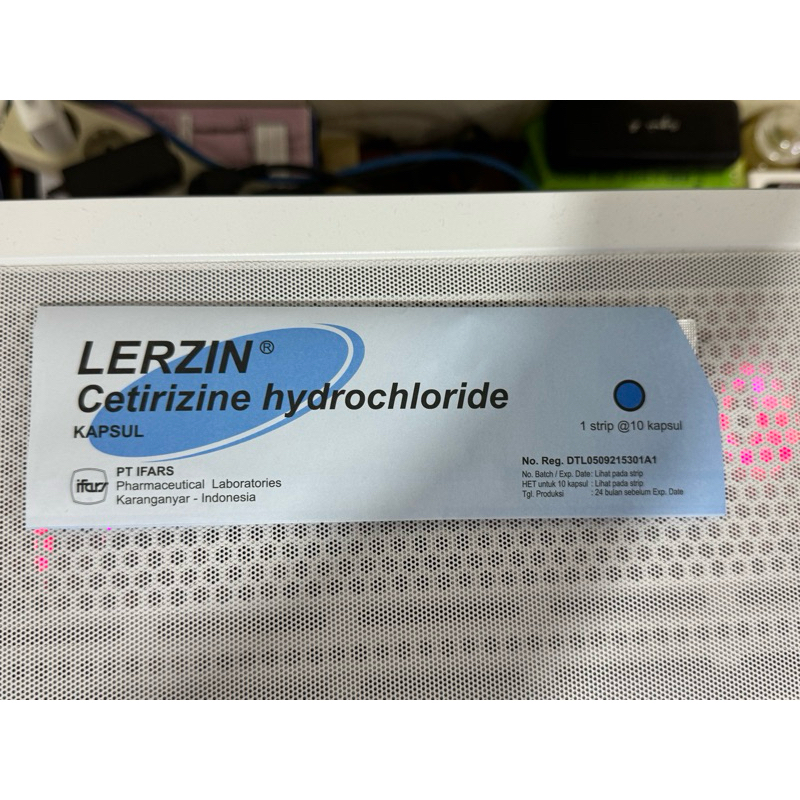 LERZIN®
Cetirizine hydrochloride
KAPSUL
ifars
PT IFARS
Pharmaceutical Laboratories
Karanganyar - Indonesia
1 strip @10 kapsul
No. Reg. DTL0509215301A1
No. Batch / Exp. Date : Lihat pada strip
HET untuk 10 kapsul : Lihat pada strip
Tgl. Produksi : 24 bulan sebelum Exp. Date